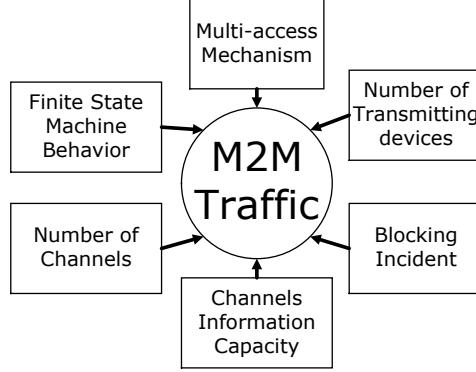 Multi-access
Mechanism
Finite State
Machine
Behavior
Number of
Transmitting
devices
M2M
Traffic
Number of
Channels
Blocking
Incident
Channels
Information
Capacity